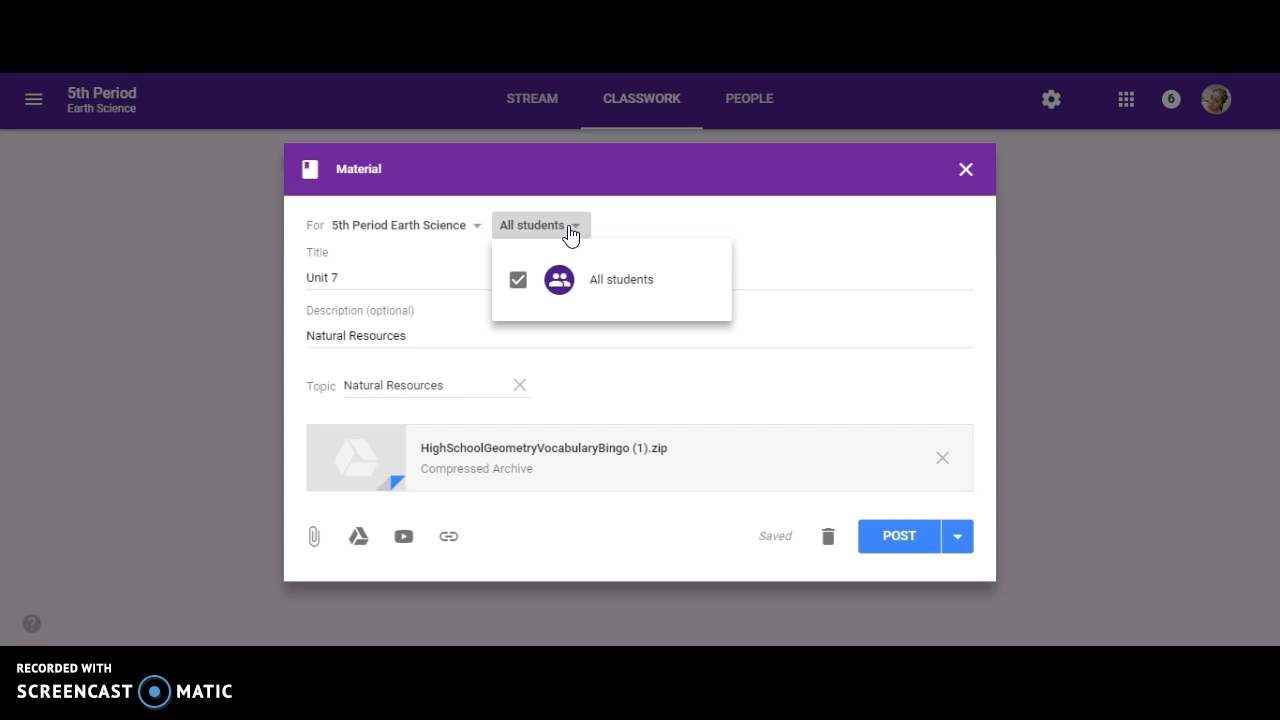 5th Period
Earth Science
STREAM CLASSWORK PEOPLE
6
Material
For 5th Period Earth Science All students
All students
Title
Unit 7
Description (optional)
Natural Resources
Topic Natural Resources
HighSchoolGeometryVocabularyBingo (1).zip
Compressed Archive
Saved POST
?
RECORDED WITH
SCREENCAST MATIC